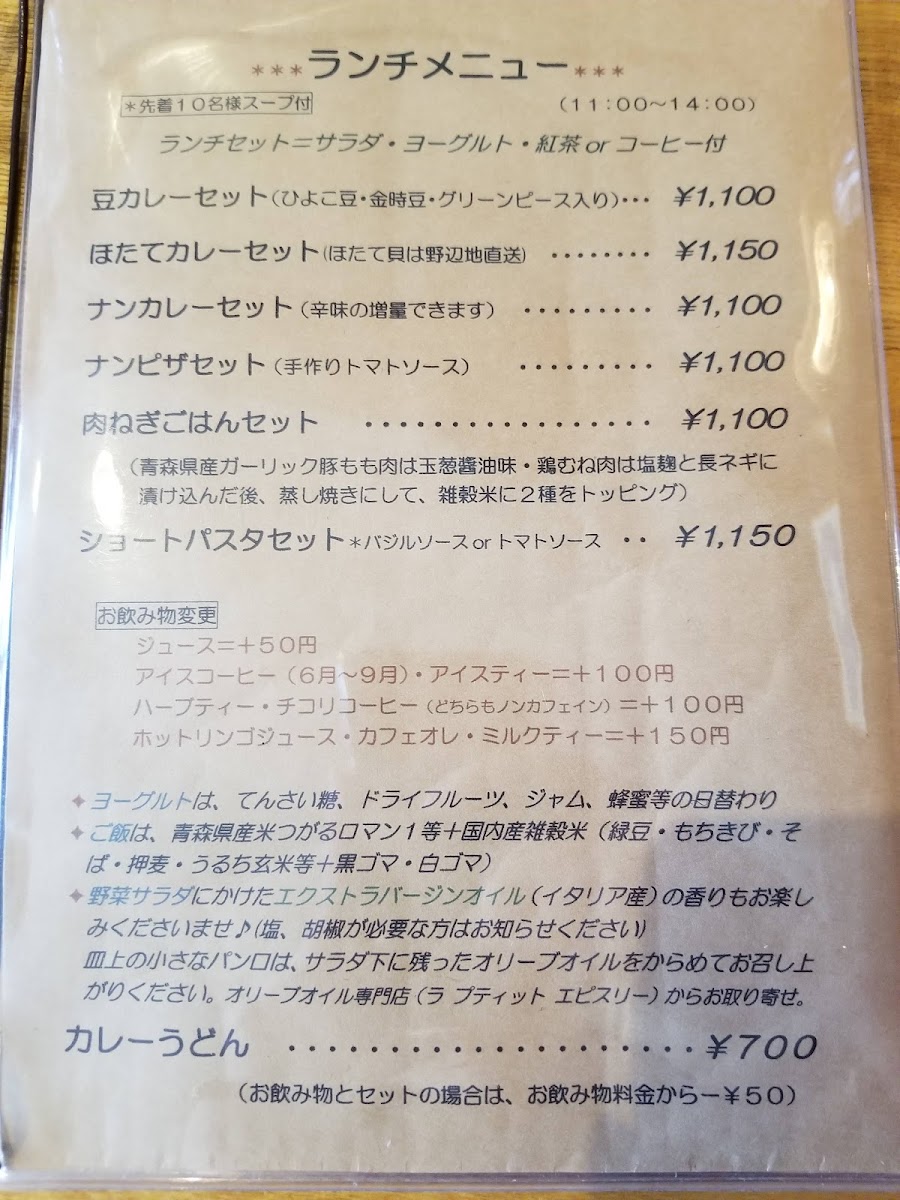 ***ランチメニュー***
*先着10名様スープ付 (11:00~14:00)
ランチセット=サラダ・ヨーグルト・紅茶 or コーヒー付
豆カレーセット(ひよこ豆・金時豆・グリーンピース入り)・・・ ¥1,100
ほたてカレーセット(ほたて貝は野辺地直送) ・・・・・・・・ ¥1,150
ナンカレーセット(辛味の増量できます) ・・・・・・・・・ ¥1,100
ナンピザセット(手作りトマトソース) ・・・・・・・・・ ¥1,100
肉ねぎごはんセット ・・・・・・・・・・・・・・・・・・ ¥1,100
(青森県産ガーリック豚もも肉は玉葱醬油味・鶏むね肉は塩麹と長ネギに
漬け込んだ後、蒸し焼きにして、雑穀米に2種をトッピング)
ショートパスタセット*バジルソース or トマトソース ・・ ¥1,150
お飲み物変更
ジュース=+50円
アイスコーヒー(6月~9月)・アイスティー=+100円
ハーブティー・チコリコーヒー(どちらもノンカフェイン)=+100円
ホットリンゴジュース・カフェオレ・ミルクティー=+150円
✦ヨーグルトは、てんさい糖、ドライフルーツ、ジャム、蜂蜜等の日替わり
✦ご飯は、青森県産米つがるロマン1等+国内産雑穀米(緑豆・もちきび・そ
ば・押麦・うるち玄米等+黒ゴマ・白ゴマ)
✦野菜サラダにかけたエクストラバージンオイル(イタリア産)の香りもお楽し
みくださいませ♪(塩、胡椒が必要な方はお知らせください)
皿上の小さなパンロは、サラダ下に残ったオリーブオイルをからめてお召し上
がりください。オリーブオイル専門店(ラ プティット エピスリー)からお取り寄せ。
カレーうどん ・・・・・・・・・・・・・・・・・・・・・・¥700
(お飲み物とセットの場合は、お飲み物料金からー¥50)